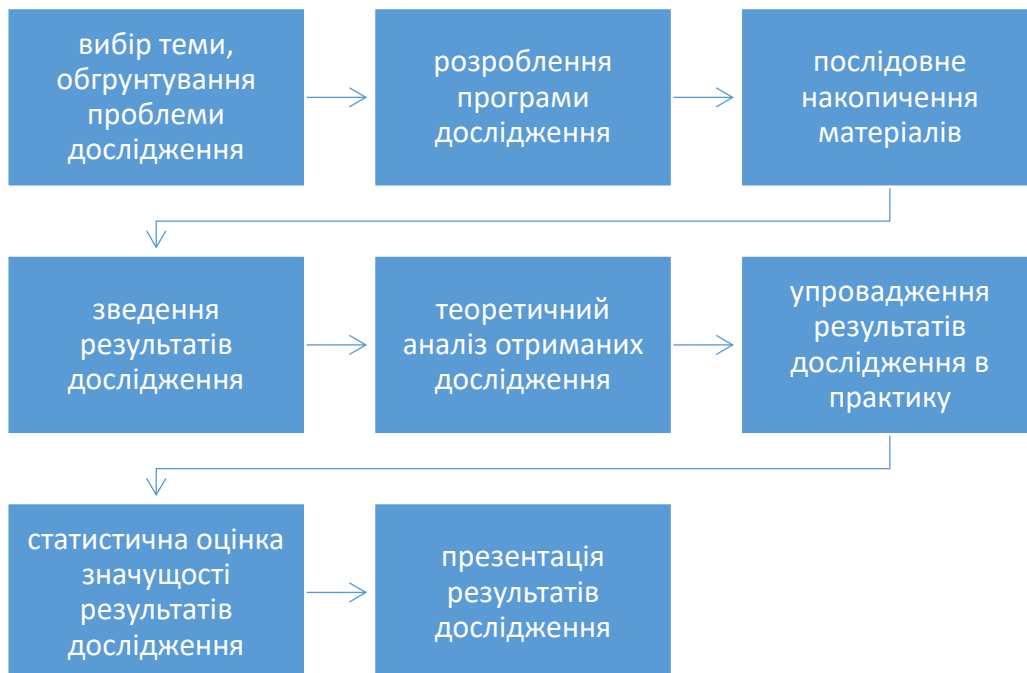 вибір теми,
обгрунтування
проблеми
дослідження
розроблення
програми
дослідження
послідовне
накопичення
матеріалів
зведення
результатів
дослідження
теоретичний
аналіз отриманих
дослідження
упровадження
результатів
дослідження в
практику
статистична оцінка
значущості
результатів
дослідження
презентація
результатів
дослідження